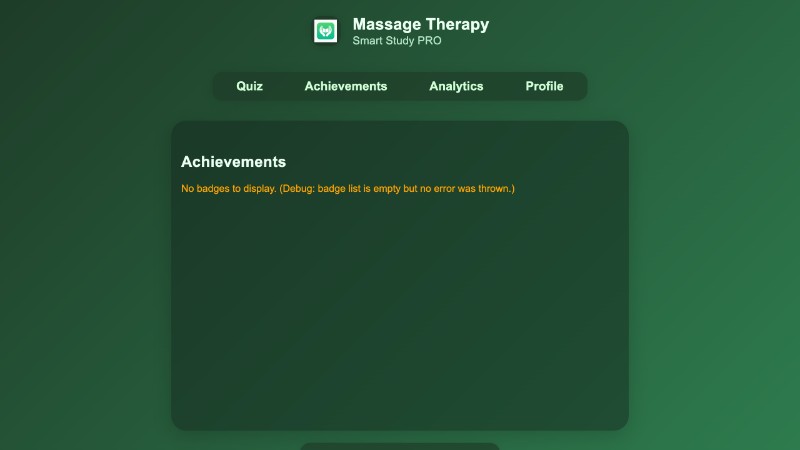 Massage Therapy
Smart Study PRO
Quiz Achievements Analytics Profile
Achievements
No badges to display. (Debug: badge list is empty but no error was thrown.)